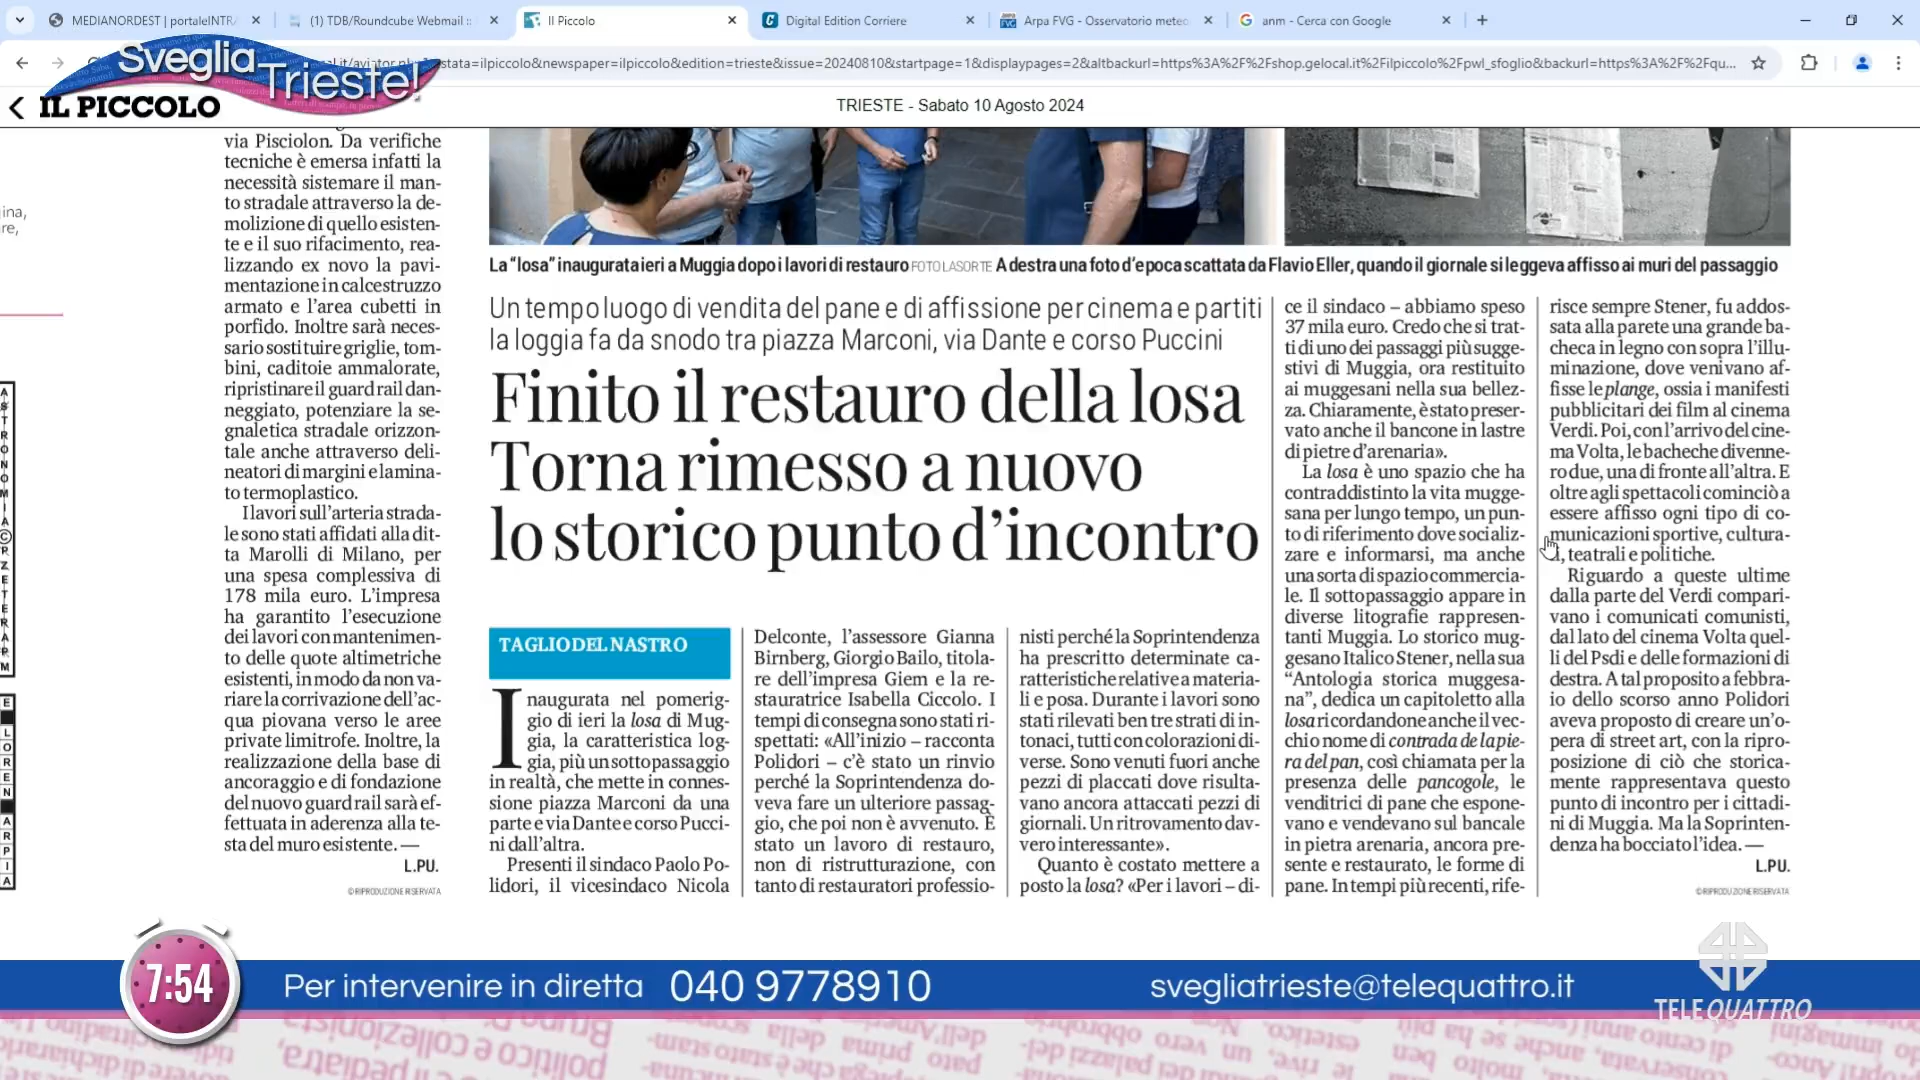 MEDIANORDEST | portaleINTRA
(1) TDB/Roundcube Webmail ::
Il Piccolo
Digital Edition Corriere
Arpa FVG - Osservatorio meteo
anm - Cerca con Google
stata=ilpiccolo&newspaper=ilpiccolo&edition=trieste&issue=20240810&startpage=1&displaypages=2&altbackurl=https%3A%2F%2Fshop.gelocal.it%2Filpiccolo%2Fpwl_sfoglio&backurl=https%3A%2F%2Fqu...
Sveglia
Trieste!
IL PICCOLO
TRIESTE - Sabato 10 Agosto 2024
via Pisciolon. Da verifiche
tecniche è emersa infatti la
necessità sistemare il man-
to stradale attraverso la de-
molizione di quello esisten-
te e il suo rifacimento, rea-
lizzando ex novo la pavi-
mentazione in calcestruzzo
armato e l'area cubetti in
porfido. Inoltre sarà neces-
sario sostituire griglie, tom-
bini, caditoie ammalorate,
ripristinare il guard rail dan-
neggiato, potenziare la se-
gnaletica stradale orizzon-
tale anche attraverso deli-
neatori di margini e lamina-
to termoplastico.
I lavori sull'arteria strada-
le sono stati affidati alla dit-
ta Marolli di Milano, per
una spesa complessiva di
178 mila euro. L'impresa
ha garantito l'esecuzione
dei lavori con mantenimen-
to delle quote altimetriche
esistenti, in modo da non va-
riare la corrivazione dell'ac-
qua piovana verso le aree
private limitrofe. Inoltre, la
realizzazione della base di
ancoraggio e di fondazione
del nuovo guard rail sarà ef-
fettuata in aderenza alla te-
sta del muro esistente. —
L.PU.
©RIPRODUZIONE RISERVATA
La “losa” inaugurata ieri a Muggia dopo i lavori di restauro FOTO LASORTE A destra una foto d'epoca scattata da Flavio Eller, quando il giornale si leggeva affisso ai muri del passaggio
Un tempo luogo di vendita del pane e di affissione per cinema e partiti
la loggia fa da snodo tra piazza Marconi, via Dante e corso Puccini
Finito il restauro della losa
Torna rimesso a nuovo
lo storico punto d'incontro
TAGLIO DEL NASTRO
Inaugurata nel pomerig-
gio di ieri la losa di Mug-
gia, la caratteristica log-
gia, più un sottopassaggio
in realtà, che mette in connes-
sione piazza Marconi da una
parte e via Dante e corso Pucci-
ni dall'altra.
Presenti il sindaco Paolo Po-
lidori, il vicesindaco Nicola
Delconte, l'assessore Gianna
Birnberg, Giorgio Bailo, titola-
re dell'impresa Giem e la re-
stauratrice Isabella Ciccolo. I
tempi di consegna sono stati ri-
spettati: «All'inizio – racconta
Polidori – c'è stato un rinvio
perché la Soprintendenza do-
veva fare un ulteriore passag-
gio, che poi non è avvenuto. È
stato un lavoro di restauro,
non di ristrutturazione, con
tanto di restauratori professio-
nisti perché la Soprintendenza
ha prescritto determinate ca-
ratteristiche relative a materia-
li e posa. Durante i lavori sono
stati rilevati ben tre strati di in-
tonaci, tutti con colorazioni di-
verse. Sono venuti fuori anche
pezzi di placcati dove risulta-
vano ancora attaccati pezzi di
giornali. Un ritrovamento dav-
vero interessante».
Quanto è costato mettere a
posto la losa? «Per i lavori – di-
ce il sindaco – abbiamo speso
37 mila euro. Credo che si trat-
ti di uno dei passaggi più sugge-
stivi di Muggia, ora restituito
ai muggesani nella sua bellez-
za. Chiaramente, è stato preser-
vato anche il bancone in lastre
di pietre d'arenaria».
La losa è uno spazio che ha
contraddistinto la vita mugge-
sana per lungo tempo, un pun-
to di riferimento dove socializ-
zare e informarsi, ma anche
una sorta di spazio commercia-
le. Il sottopassaggio appare in
diverse litografie rappresen-
tanti Muggia. Lo storico mug-
gesano Italico Stener, nella sua
“Antologia storica muggesa-
na”, dedica un capitoletto alla
losa ricordandone anche il vec-
chio nome di contrada de la pie-
ra del pan, così chiamata per la
presenza delle pancogole, le
venditrici di pane che espone-
vano e vendevano sul bancale
in pietra arenaria, ancora pre-
sente e restaurato, le forme di
pane. In tempi più recenti, rife-
risce sempre Stener, fu addos-
sata alla parete una grande ba-
checa in legno con sopra l'illu-
minazione, dove venivano af-
fisse le plange, ossia i manifesti
pubblicitari dei film al cinema
Verdi. Poi, con l'arrivo del cine-
ma Volta, le bacheche divenne-
ro due, una di fronte all'altra. E
oltre agli spettacoli cominciò a
essere affisso ogni tipo di co-
municazioni sportive, cultura-
li, teatrali e politiche.
Riguardo a queste ultime
dalla parte del Verdi compari-
vano i comunicati comunisti,
dal lato del cinema Volta quel-
li del Psdi e delle formazioni di
destra. A tal proposito a febbra-
io dello scorso anno Polidori
aveva proposto di creare un'o-
pera di street art, con la ripro-
posizione di ciò che storica-
mente rappresentava questo
punto di incontro per i cittadi-
ni di Muggia. Ma la Soprinten-
denza ha bocciato l'idea. —
L.PU.
©RIPRODUZIONE RISERVATA
7:54
Per intervenire in diretta 040 9778910
svegliatrieste@telequattro.it
TELEQUATTRO